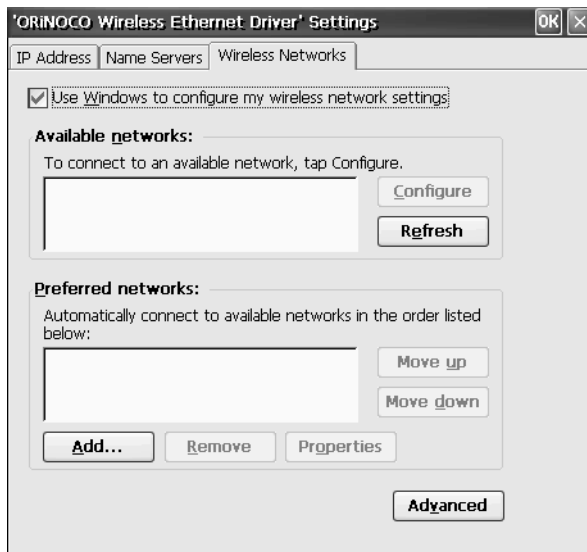 'ORiNOCO Wireless Ethernet Driver' Settings OK ×
IP Address Name Servers Wireless Networks
Use Windows to configure my wireless network settings
Available networks:
To connect to an available network, tap Configure.
Configure
Refresh
Preferred networks:
Automatically connect to available networks in the order listed
below:
Move up
Move down
Add... Remove Properties
Advanced